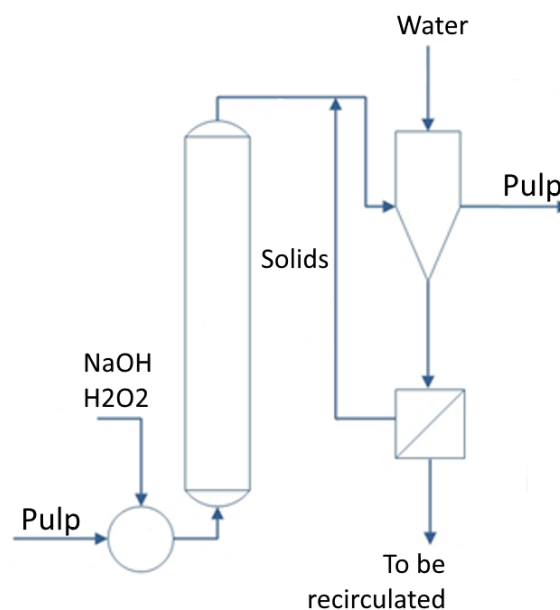 Water
Pulp
Solids
NaOH
H2O2
Pulp
To be
recirculated